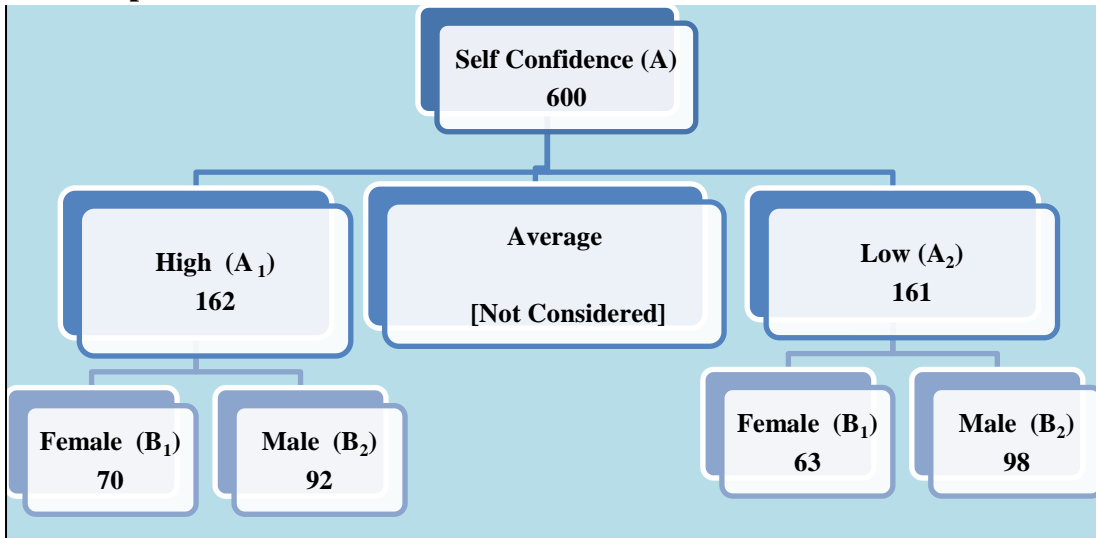 Self Confidence (A)
600
High (A₁)
162
Average
[Not Considered]
Low (A₂)
161
Female (B₁)
70
Male (B₂)
92
Female (B₁)
63
Male (B₂)
98